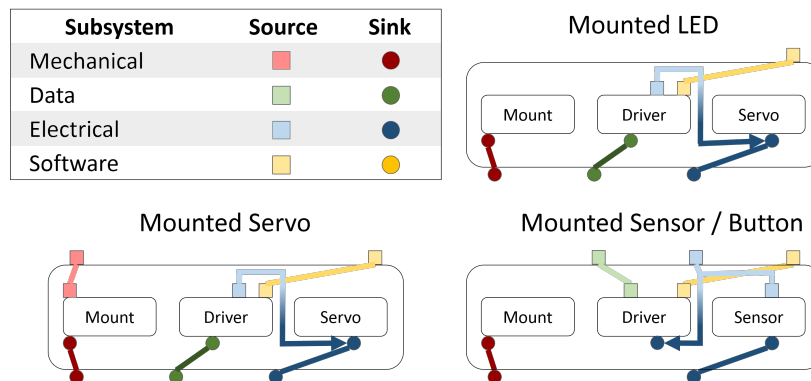 Subsystem Source Sink
Mechanical
Data
Electrical
Software
Mounted LED
Mount Driver Servo
Mounted Servo
Mount Driver Servo
Mounted Sensor / Button
Mount Driver Sensor